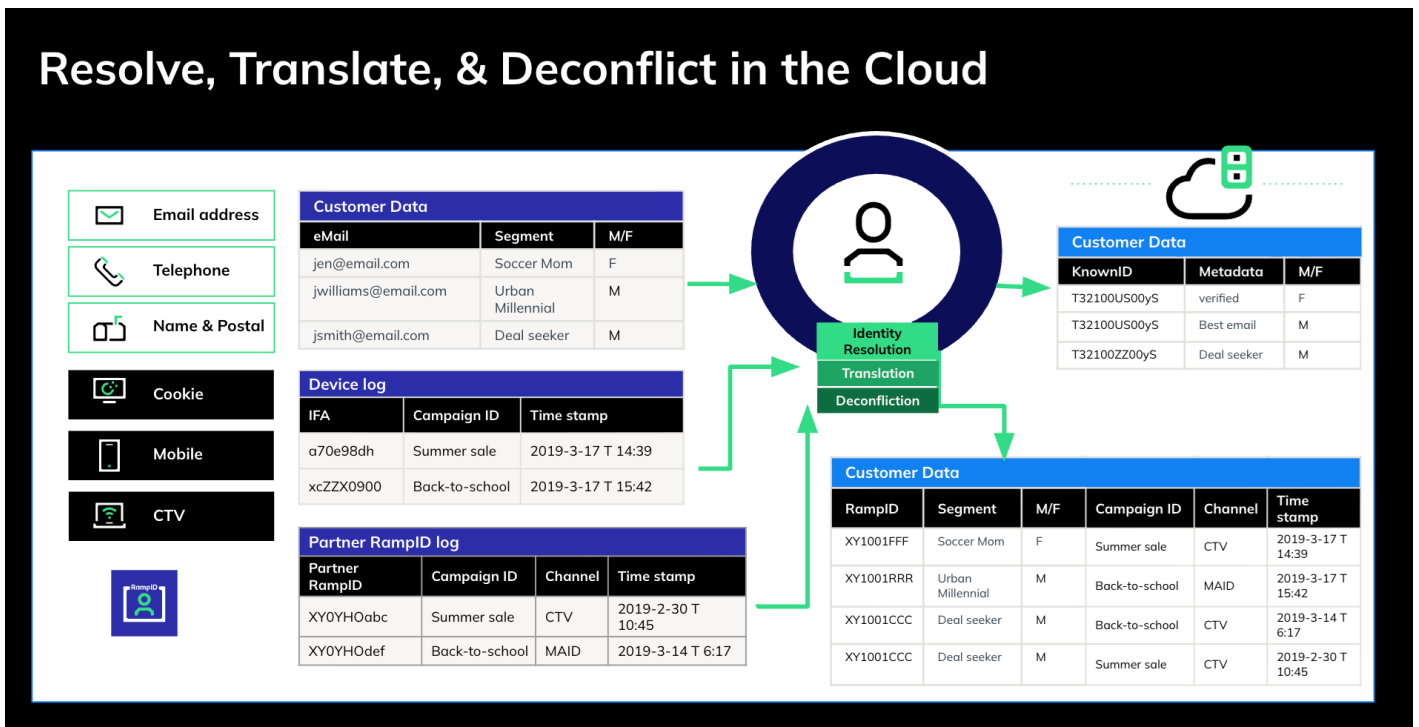 Resolve, Translate, & Deconflict in the Cloud
Email address
Telephone
Name & Postal
Cookie
Mobile
CTV
RampID
Customer Data
eMail Segment M/F
jen@email.com Soccer Mom F
jwilliams@email.com Urban Millennial M
jsmith@email.com Deal seeker M
Device log
IFA Campaign ID Time stamp
a70e98dh Summer sale 2019-3-17 T 14:39
xcZZX0900 Back-to-school 2019-3-17 T 15:42
Partner RampID log
Partner RampID Campaign ID Channel Time stamp
XY0YHOabc Summer sale CTV 2019-2-30 T 10:45
XY0YHOdef Back-to-school MAID 2019-3-14 T 6:17
Identity
Resolution
Translation
Deconfliction
Customer Data
KnownID Metadata M/F
T32100US00yS verified F
T32100US00yS Best email M
T32100ZZ00yS Deal seeker M
Customer Data
RampID Segment M/F Campaign ID Channel Time stamp
XY1001FFF Soccer Mom F Summer sale CTV 2019-3-17 T 14:39
XY1001RRR Urban Millennial M Back-to-school MAID 2019-3-17 T 15:42
XY1001CCC Deal seeker M Back-to-school CTV 2019-3-14 T 6:17
XY1001CCC Deal seeker M Summer sale CTV 2019-2-30 T 10:45